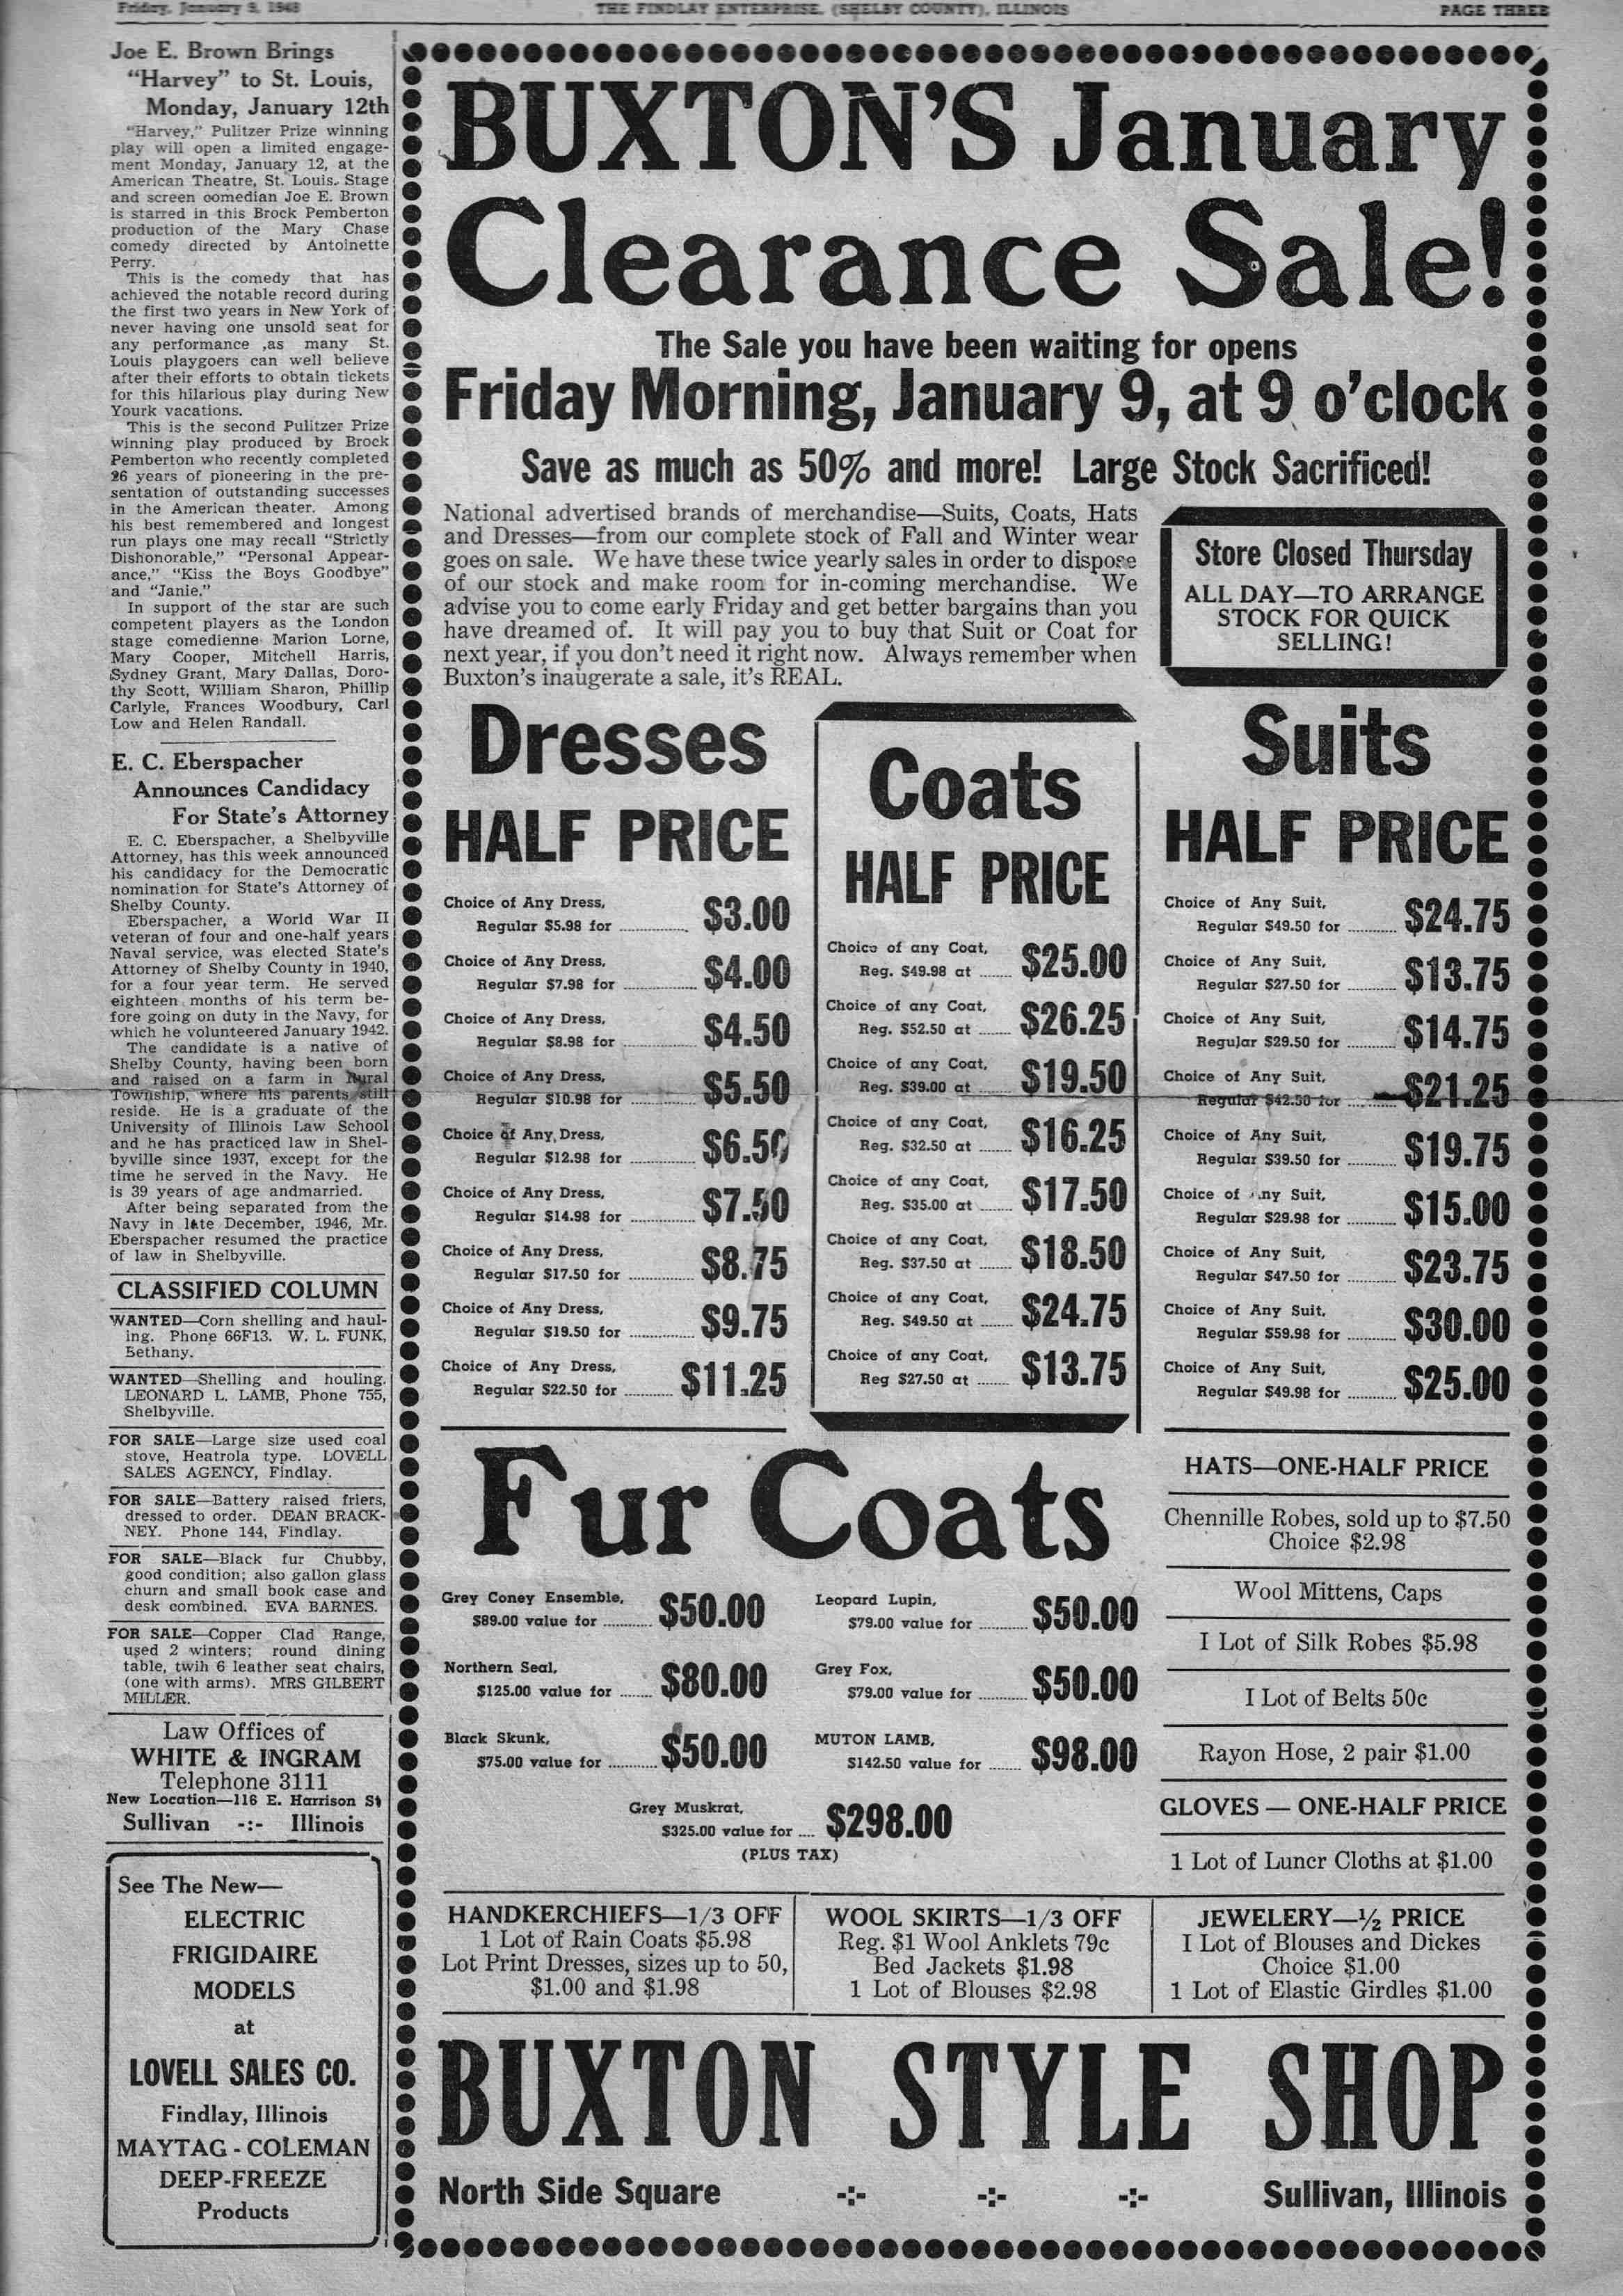 Friday, January 9, 1948
THE FINDLAY ENTERPRISE, (SHELBY COUNTY), ILLINOIS
PAGE THREE
Joe E. Brown Brings
"Harvey" to St. Louis,
Monday, January 12th
"Harvey," Pulitzer Prize winning
play will open a limited engage-
ment Monday, January 12, at the
American Theatre, St. Louis. Stage
and screen comedian Joe E. Brown
is starred in this Brock Pemberton
production of the Mary Chase
comedy directed by Antoinette
Perry.
This is the comedy that has
achieved the notable record during
the first two years in New York of
never having one unsold seat for
any performance ,as many St.
Louis playgoers can well believe
after their efforts to obtain tickets
for this hilarious play during New
Yourk vacations.
This is the second Pulitzer Prize
winning play produced by Brock
Pemberton who recently completed
26 years of pioneering in the pre-
sentation of outstanding successes
in the American theater. Among
his best remembered and longest
run plays one may recall "Strictly
Dishonorable," "Personal Appear-
ance," "Kiss the Boys Goodbye"
and "Janie."
In support of the star are such
competent players as the London
stage comedienne Marion Lorne,
Mary Cooper, Mitchell Harris,
Sydney Grant, Mary Dallas, Doro-
thy Scott, William Sharon, Phillip
Carlyle, Frances Woodbury, Carl
Low and Helen Randall.
E. C. Eberspacher
Announces Candidacy
For State's Attorney
E. C. Eberspacher, a Shelbyville
Attorney, has this week announced
his candidacy for the Democratic
nomination for State's Attorney of
Shelby County.
Eberspacher, a World War II
veteran of four and one-half years
Naval service, was elected State's
Attorney of Shelby County in 1940,
for a four year term. He served
eighteen months of his term be-
fore going on duty in the Navy, for
which he volunteered January 1942.
The candidate is a native of
Shelby County, having been born
and raised on a farm in Rural
Township, where his parents still
reside. He is a graduate of the
University of Illinois Law School
and he has practiced law in Shel-
byville since 1937, except for the
time he served in the Navy. He
is 39 years of age andmarried.
After being separated from the
Navy in late December, 1946, Mr.
Eberspacher resumed the practice
of law in Shelbyville.
CLASSIFIED COLUMN
WANTED—Corn shelling and haul-
ing. Phone 66F13. W. L. FUNK,
Bethany.
WANTED—Shelling and houling.
LEONARD L. LAMB, Phone 755,
Shelbyville.
FOR SALE—Large size used coal
stove, Heatrola type. LOVELL
SALES AGENCY, Findlay.
FOR SALE—Battery raised friers,
dressed to order. DEAN BRACK-
NEY. Phone 144, Findlay.
FOR SALE—Black fur Chubby,
good condition; also gallon glass
churn and small book case and
desk combined. EVA BARNES.
FOR SALE—Copper Clad Range,
used 2 winters; round dining
table, twih 6 leather seat chairs,
(one with arms). MRS GILBERT
MILLER.
Law Offices of
WHITE & INGRAM
Telephone 3111
New Location—116 E. Harrison St
Sullivan -:- Illinois
See The New—
ELECTRIC
FRIGIDAIRE
MODELS
at
LOVELL SALES CO.
Findlay, Illinois
MAYTAG - COLEMAN
DEEP-FREEZE
Products
BUXTON'S January
Clearance Sale!
The Sale you have been waiting for opens
Friday Morning, January 9, at 9 o'clock
Save as much as 50% and more! Large Stock Sacrificed!
National advertised brands of merchandise—Suits, Coats, Hats
and Dresses—from our complete stock of Fall and Winter wear
goes on sale. We have these twice yearly sales in order to dispose
of our stock and make room for in-coming merchandise. We
advise you to come early Friday and get better bargains than you
have dreamed of. It will pay you to buy that Suit or Coat for
next year, if you don't need it right now. Always remember when
Buxton's inaugerate a sale, it's REAL.
Store Closed Thursday
ALL DAY—TO ARRANGE
STOCK FOR QUICK
SELLING!
Dresses
HALF PRICE
Choice of Any Dress,
Regular $5.98 for ............ $3.00
Choice of Any Dress,
Regular $7.98 for ............ $4.00
Choice of Any Dress,
Regular $8.98 for ............ $4.50
Choice of Any Dress,
Regular $10.98 for ............ $5.50
Choice of Any Dress,
Regular $12.98 for ............ $6.50
Choice of Any Dress,
Regular $14.98 for ............ $7.50
Choice of Any Dress,
Regular $17.50 for ............ $8.75
Choice of Any Dress,
Regular $19.50 for ............ $9.75
Choice of Any Dress,
Regular $22.50 for ......... $11.25
Coats
HALF PRICE
Choice of any Coat,
Reg. $49.98 at ...... $25.00
Choice of any Coat,
Reg. $52.50 at ...... $26.25
Choice of any Coat,
Reg. $39.00 at ...... $19.50
Choice of any Coat,
Reg. $32.50 at ...... $16.25
Choice of any Coat,
Reg. $35.00 at ...... $17.50
Choice of any Coat,
Reg. $37.50 at ...... $18.50
Choice of any Coat,
Reg. $49.50 at ...... $24.75
Choice of any Coat,
Reg $27.50 at ...... $13.75
Suits
HALF PRICE
Choice of Any Suit,
Regular $49.50 for ......... $24.75
Choice of Any Suit,
Regular $27.50 for ......... $13.75
Choice of Any Suit,
Regular $29.50 for ......... $14.75
Choice of Any Suit,
Regular $42.50 for ......... $21.25
Choice of Any Suit,
Regular $39.50 for ......... $19.75
Choice of Any Suit,
Regular $29.98 for ......... $15.00
Choice of Any Suit,
Regular $47.50 for ......... $23.75
Choice of Any Suit,
Regular $59.98 for ......... $30.00
Choice of Any Suit,
Regular $49.98 for ......... $25.00
Fur Coats
Grey Coney Ensemble,
$89.00 value for ......... $50.00
Leopard Lupin,
$79.00 value for ......... $50.00
Northern Seal,
$125.00 value for ...... $80.00
Grey Fox,
$79.00 value for ......... $50.00
Black Skunk,
$75.00 value for ......... $50.00
MUTON LAMB,
$142.50 value for ...... $98.00
Grey Muskrat,
$325.00 value for .... $298.00
(PLUS TAX)
HATS—ONE-HALF PRICE
Chennille Robes, sold up to $7.50
Choice $2.98
Wool Mittens, Caps
I Lot of Silk Robes $5.98
I Lot of Belts 50c
Rayon Hose, 2 pair $1.00
GLOVES — ONE-HALF PRICE
1 Lot of Luncr Cloths at $1.00
HANDKERCHIEFS—1/3 OFF
1 Lot of Rain Coats $5.98
Lot Print Dresses, sizes up to 50,
$1.00 and $1.98
WOOL SKIRTS—1/3 OFF
Reg. $1 Wool Anklets 79c
Bed Jackets $1.98
1 Lot of Blouses $2.98
JEWELERY—½ PRICE
I Lot of Blouses and Dickes
Choice $1.00
1 Lot of Elastic Girdles $1.00
BUXTON STYLE SHOP
North Side Square -:- -:- -:- Sullivan, Illinois